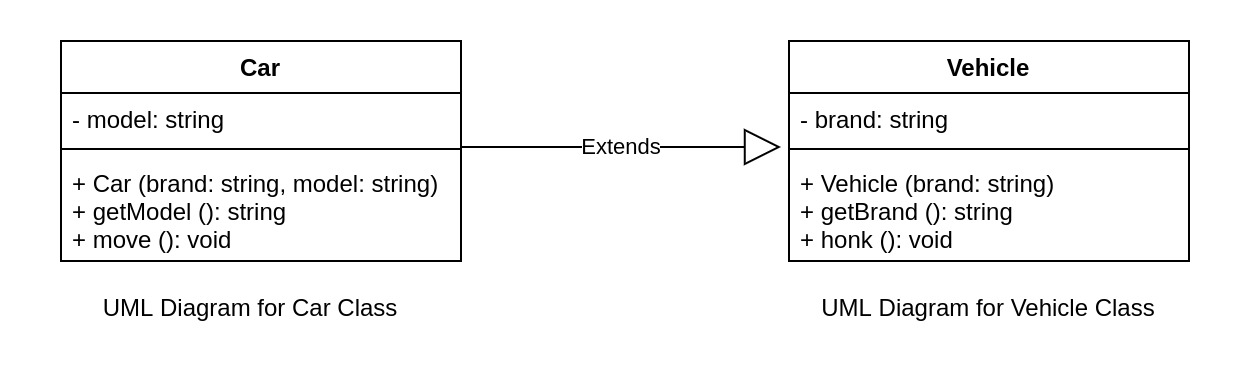 Car
- model: string
+ Car (brand: string, model: string)
+ getModel (): string
+ move (): void
UML Diagram for Car Class
Extends
Vehicle
- brand: string
+ Vehicle (brand: string)
+ getBrand (): string
+ honk (): void
UML Diagram for Vehicle Class